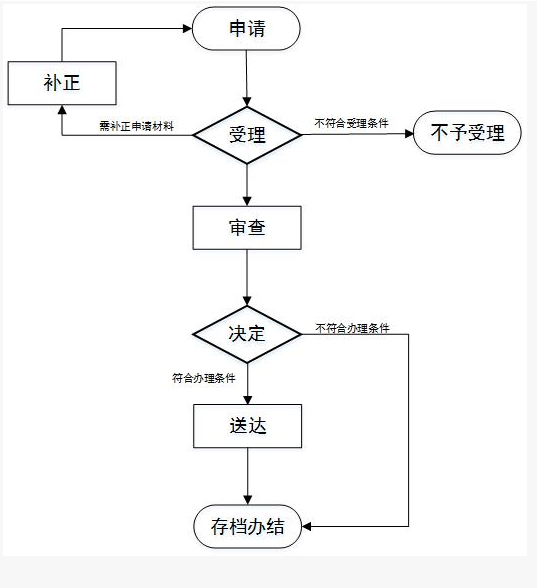 申请
补正
需补正申请材料
受理
不符合受理条件
不予受理
审查
决定
不符合办理条件
符合办理条件
送达
存档办结